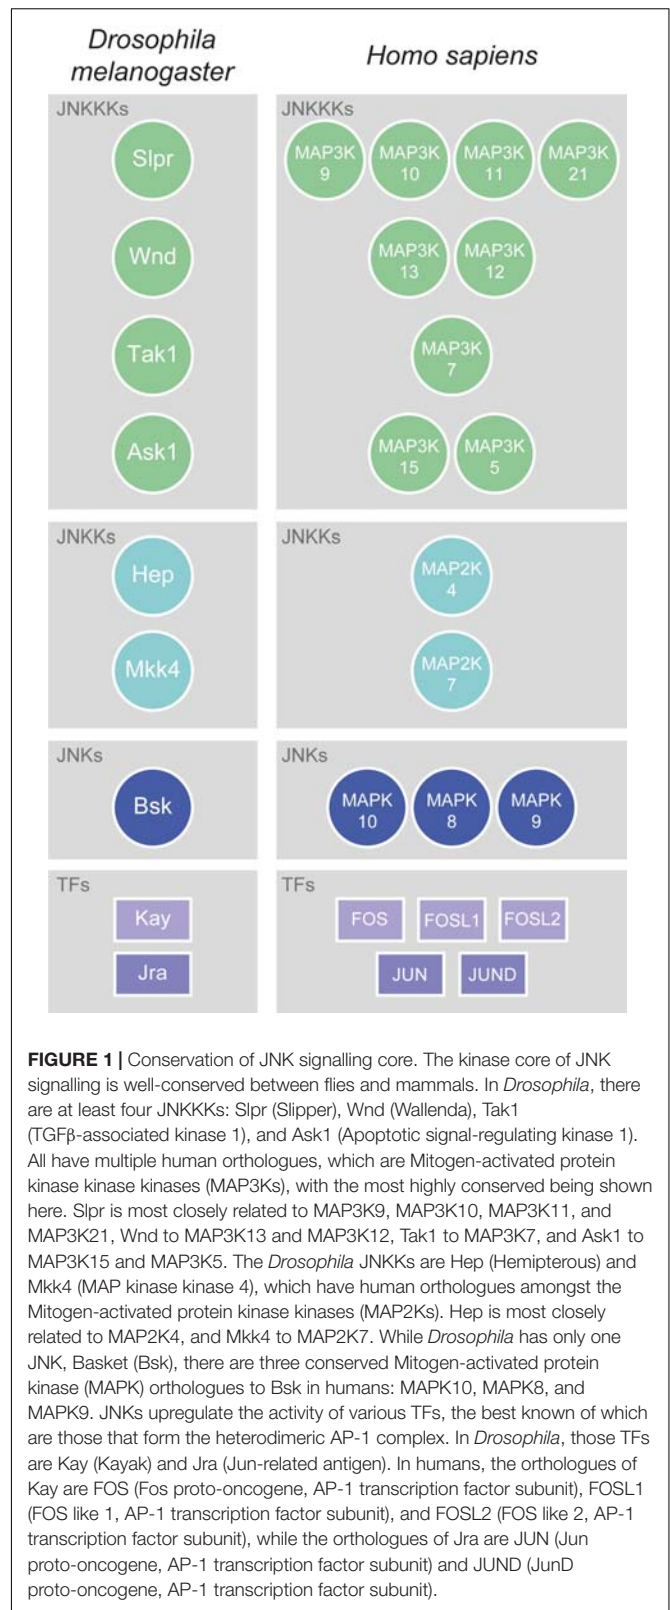 Drosophila
melanogaster
Homo sapiens
JNKKKs
JNKKKs
Slpr
MAP3K
9
MAP3K
10
MAP3K
11
MAP3K
21
Wnd
MAP3K
13
MAP3K
12
Tak1
MAP3K
7
Ask1
MAP3K
15
MAP3K
5
JNKKs
JNKKs
Hep
MAP2K
4
Mkk4
MAP2K
7
JNKs
JNKs
Bsk
MAPK
10
MAPK
8
MAPK
9
TFs
TFs
Kay
FOS
FOSL1
FOSL2
Jra
JUN
JUND
FIGURE 1 | Conservation of JNK signalling core. The kinase core of JNK
signalling is well-conserved between flies and mammals. In Drosophila, there
are at least four JNKKKs: Slpr (Slipper), Wnd (Wallenda), Tak1
(TGFβ-associated kinase 1), and Ask1 (Apoptotic signal-regulating kinase 1).
All have multiple human orthologues, which are Mitogen-activated protein
kinase kinase kinases (MAP3Ks), with the most highly conserved being shown
here. Slpr is most closely related to MAP3K9, MAP3K10, MAP3K11, and
MAP3K21, Wnd to MAP3K13 and MAP3K12, Tak1 to MAP3K7, and Ask1 to
MAP3K15 and MAP3K5. The Drosophila JNKKs are Hep (Hemipterous) and
Mkk4 (MAP kinase kinase 4), which have human orthologues amongst the
Mitogen-activated protein kinase kinases (MAP2Ks). Hep is most closely
related to MAP2K4, and Mkk4 to MAP2K7. While Drosophila has only one
JNK, Basket (Bsk), there are three conserved Mitogen-activated protein
kinase (MAPK) orthologues to Bsk in humans: MAPK10, MAPK8, and
MAPK9. JNKs upregulate the activity of various TFs, the best known of which
are those that form the heterodimeric AP-1 complex. In Drosophila, those TFs
are Kay (Kayak) and Jra (Jun-related antigen). In humans, the orthologues of
Kay are FOS (Fos proto-oncogene, AP-1 transcription factor subunit), FOSL1
(FOS like 1, AP-1 transcription factor subunit), and FOSL2 (FOS like 2, AP-1
transcription factor subunit), while the orthologues of Jra are JUN (Jun
proto-oncogene, AP-1 transcription factor subunit) and JUND (JunD
proto-oncogene, AP-1 transcription factor subunit).